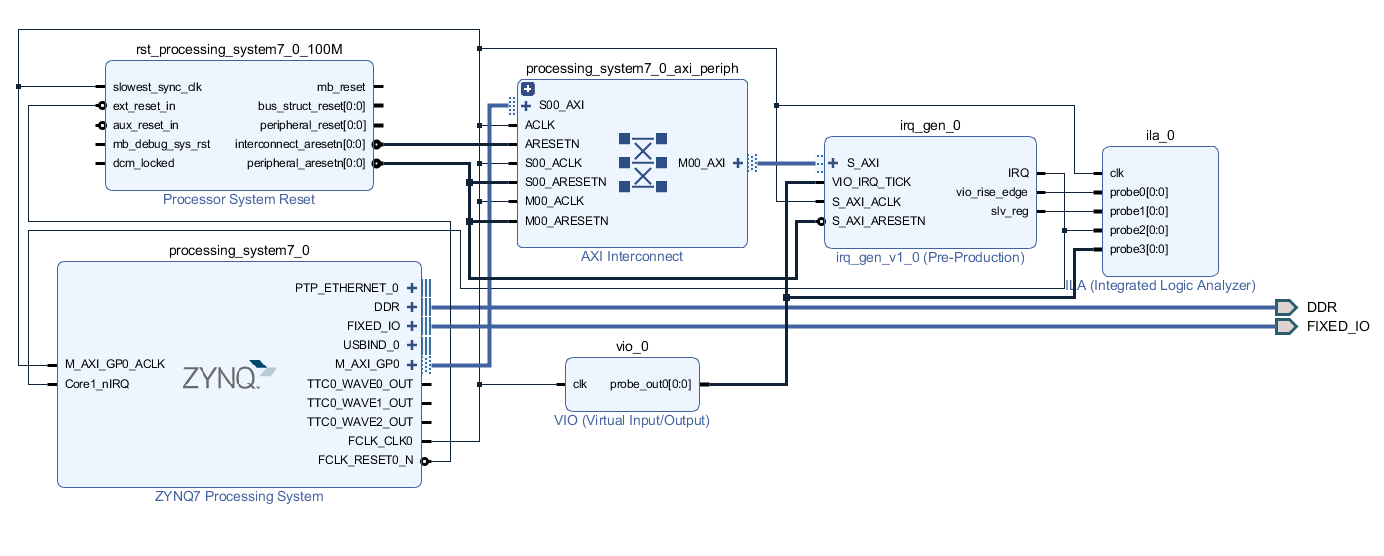 rst_processing_system7_0_100M
slowest_sync_clk
ext_reset_in
aux_reset_in
mb_debug_sys_rst
dcm_locked
mb_reset
bus_struct_reset[0:0]
peripheral_reset[0:0]
interconnect_aresetn[0:0]
peripheral_aresetn[0:0]
Processor System Reset
processing_system7_0_axi_periph
S00_AXI
ACLK
ARESETN
S00_ACLK
S00_ARESETN
M00_ACLK
M00_ARESETN
M00_AXI
AXI Interconnect
irq_gen_0
S_AXI
VIO_IRQ_TICK
S_AXI_ACLK
S_AXI_ARESETN
IRQ
vio_rise_edge
slv_reg
irq_gen_v1_0 (Pre-Production)
ila_0
clk
probe0[0:0]
probe1[0:0]
probe2[0:0]
probe3[0:0]
ILA (Integrated Logic Analyzer)
processing_system7_0
M_AXI_GP0_ACLK
Core1_nIRQ
ZYNQ
PTP_ETHERNET_0
DDR
FIXED_IO
USBIND_0
M_AXI_GP0
TTC0_WAVE0_OUT
TTC0_WAVE1_OUT
TTC0_WAVE2_OUT
FCLK_CLK0
FCLK_RESET0_N
ZYNQ7 Processing System
vio_0
clk
probe_out0[0:0]
VIO (Virtual Input/Output)
DDR
FIXED_IO